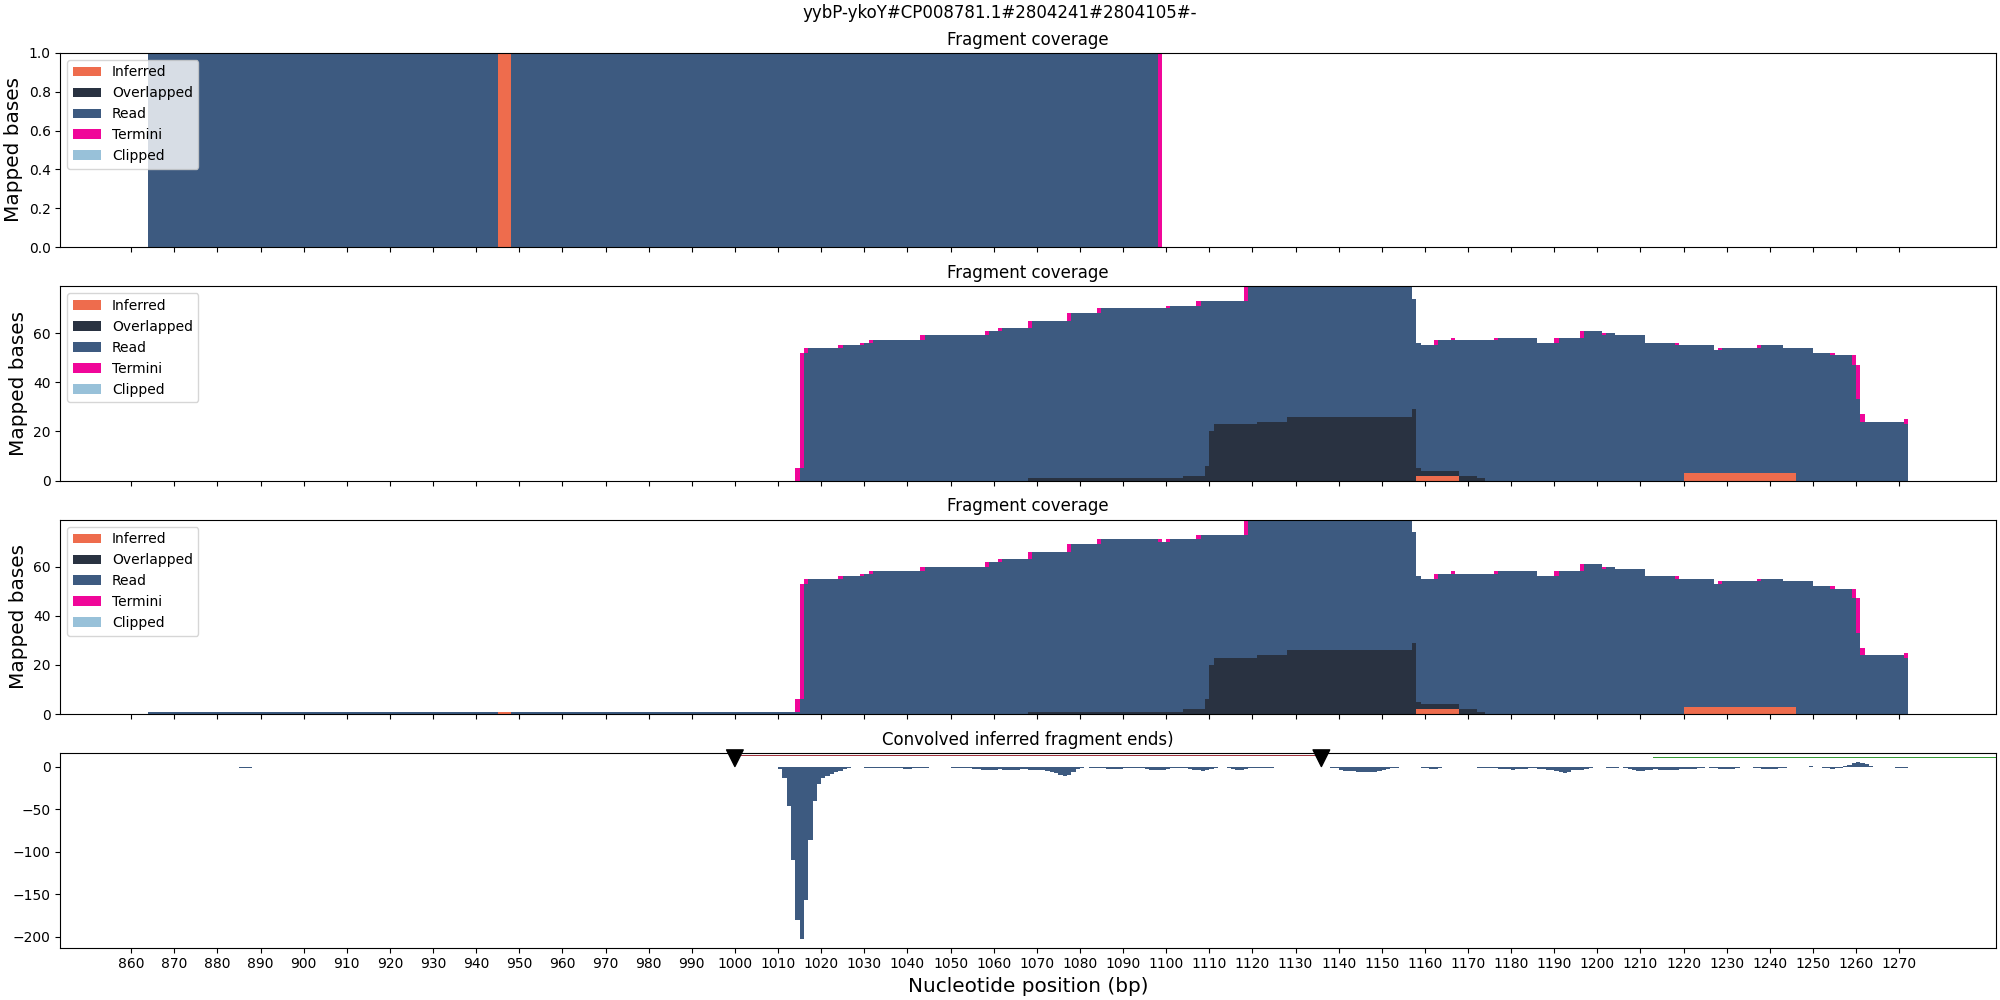 yybP-ykoY#CP008781.1#2804241#2804105#-
Fragment coverage
Mapped bases
1.0
0.8
0.6
0.4
0.2
0.0
Inferred
Overlapped
Read
Termini
Clipped
Fragment coverage
Mapped bases
60
40
20
0
Inferred
Overlapped
Read
Termini
Clipped
Fragment coverage
Mapped bases
60
40
20
0
Inferred
Overlapped
Read
Termini
Clipped
Convolved inferred fragment ends)
0
−50
−100
−150
−200
860 870 880 890 900 910 920 930 940 950 960 970 980 990 1000 1010 1020 1030 1040 1050 1060 1070 1080 1090 1100 1110 1120 1130 1140 1150 1160 1170 1180 1190 1200 1210 1220 1230 1240 1250 1260 1270
Nucleotide position (bp)